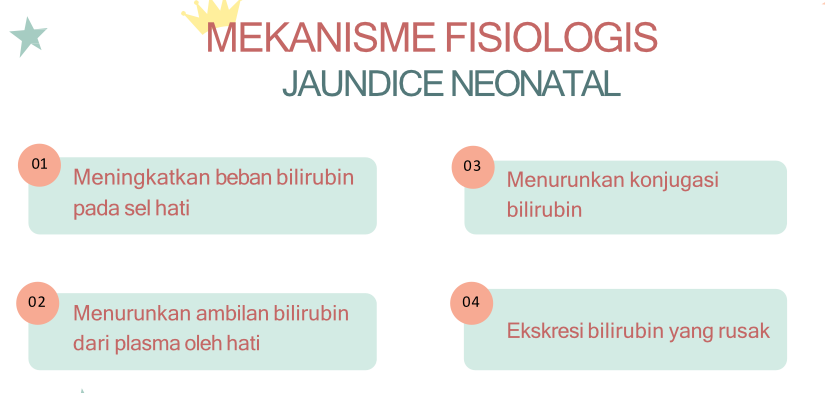 MEKANISME FISIOLOGIS
JAUNDICE NEONATAL
01
Meningkatkan beban bilirubin
pada sel hati
02
Menurunkan ambilan bilirubin
dari plasma oleh hati
03
Menurunkan konjugasi
bilirubin
04
Ekskresi bilirubin yang rusak